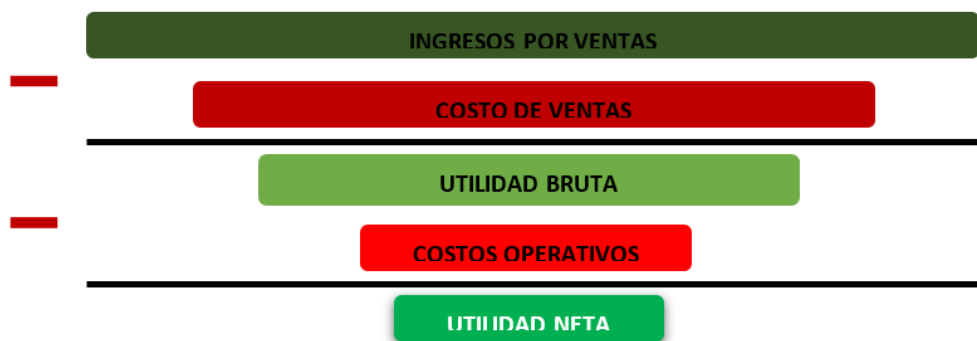 INGRESOS POR VENTAS
COSTO DE VENTAS
UTILIDAD BRUTA
COSTOS OPERATIVOS
UTILIDAD NETA